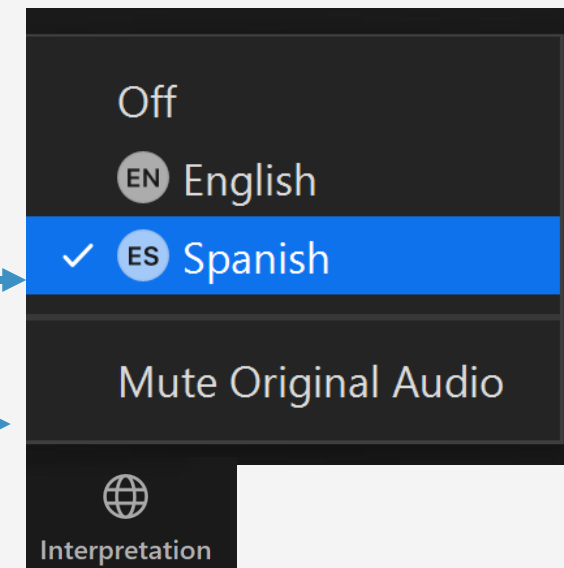 Off
EN English
ES Spanish
Mute Original Audio
Interpretation